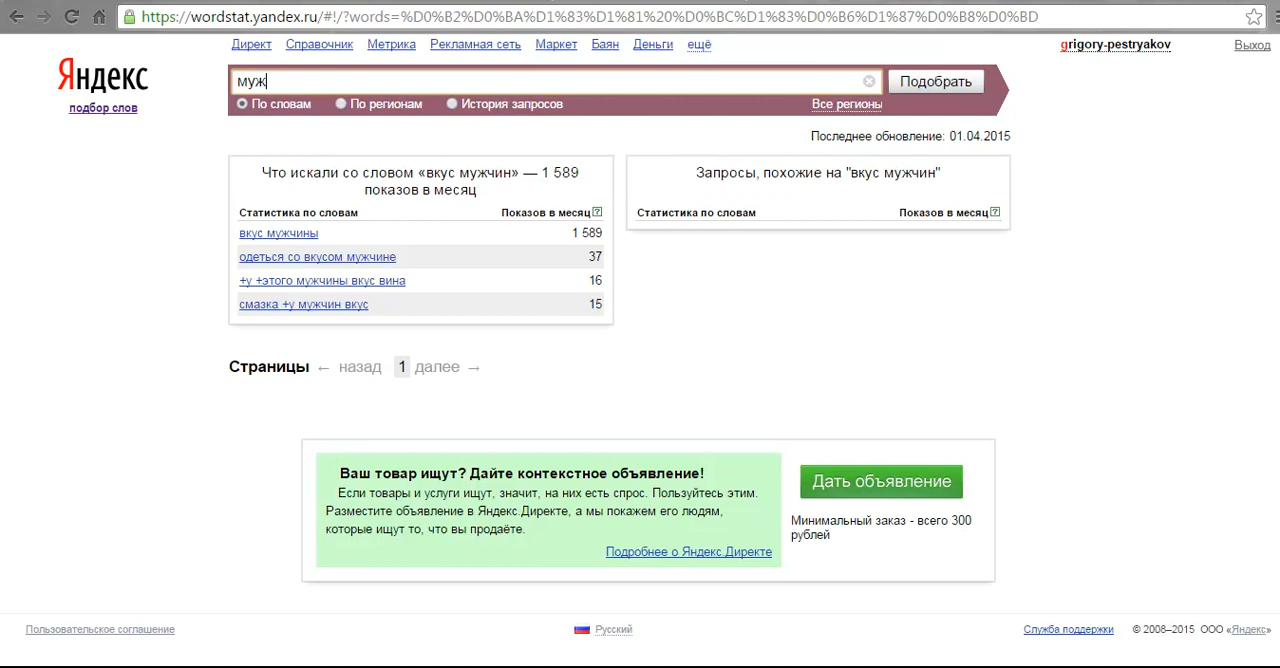 https://wordstat.yandex.ru/#!/?words=%D0%B2%D0%BA%D1%83%D1%81%20%D0%BC%D1%83%D0%B6%D1%87%D0%B8%D0%BD
Директ Справочник Метрика Рекламная сеть Маркет Баян Деньги ещё
grigory-pestryakov Выход
Яндекс
подбор слов
муж
Подобрать
По словам По регионам История запросов Все регионы
Последнее обновление: 01.04.2015
Что искали со словом «вкус мужчин» — 1 589
показов в месяц
Статистика по словам Показов в месяц ?
вкус мужчины 1 589
одеться со вкусом мужчине 37
+у +этого мужчины вкус вина 16
смазка +у мужчин вкус 15
Запросы, похожие на "вкус мужчин"
Статистика по словам Показов в месяц ?
Страницы ← назад 1 далее →
Ваш товар ищут? Дайте контекстное объявление!
Если товары и услуги ищут, значит, на них есть спрос. Пользуйтесь этим.
Разместите объявление в Яндекс.Директе, а мы покажем его людям,
которые ищут то, что вы продаёте.
Подробнее о Яндекс.Директе
Дать объявление
Минимальный заказ - всего 300
рублей
Пользовательское соглашение Русский Служба поддержки © 2008–2015 ООО «Яндекс»